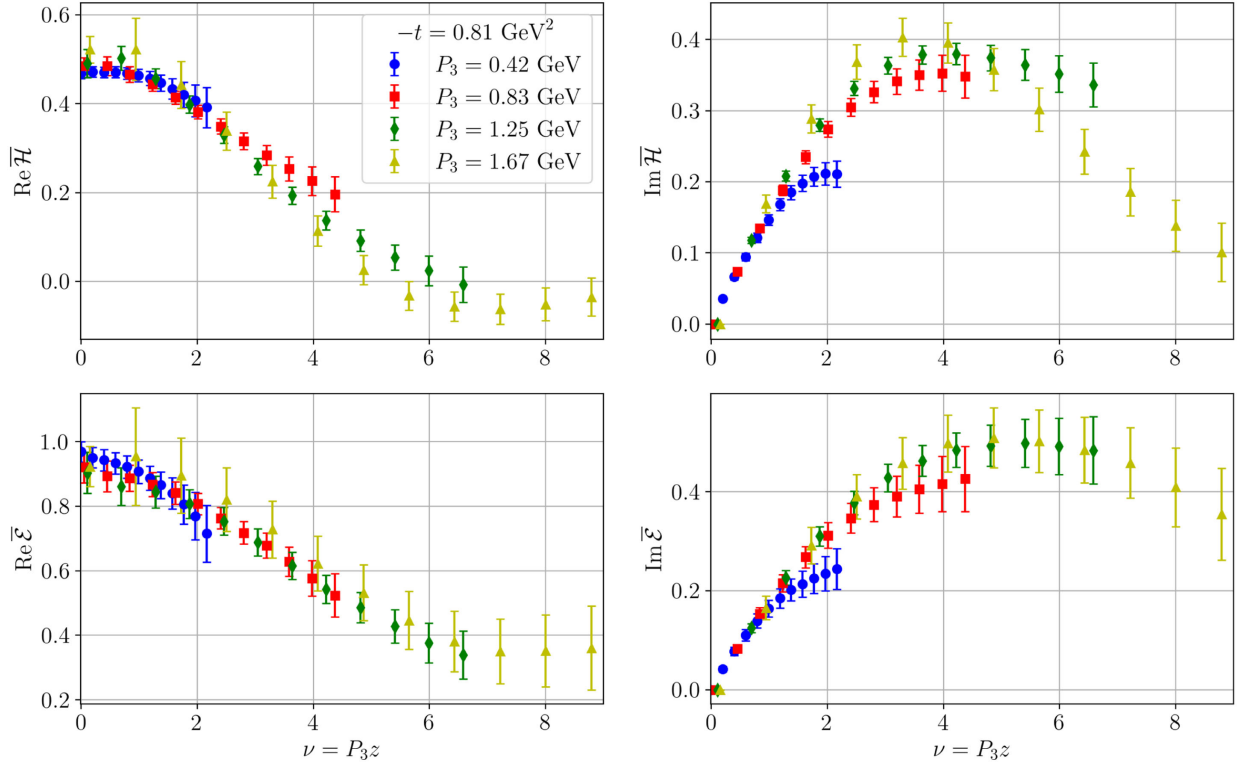 0.6
0.4
0.2
0.0
Re H̅
0 2 4 6 8
−t = 0.81 GeV²
P₃ = 0.42 GeV
P₃ = 0.83 GeV
P₃ = 1.25 GeV
P₃ = 1.67 GeV
0.4
0.3
0.2
0.1
0.0
Im H̅
0 2 4 6 8
1.0
0.8
0.6
0.4
0.2
Re E̅
0 2 4 6 8
ν = P₃z
0.4
0.2
0.0
Im E̅
0 2 4 6 8
ν = P₃z